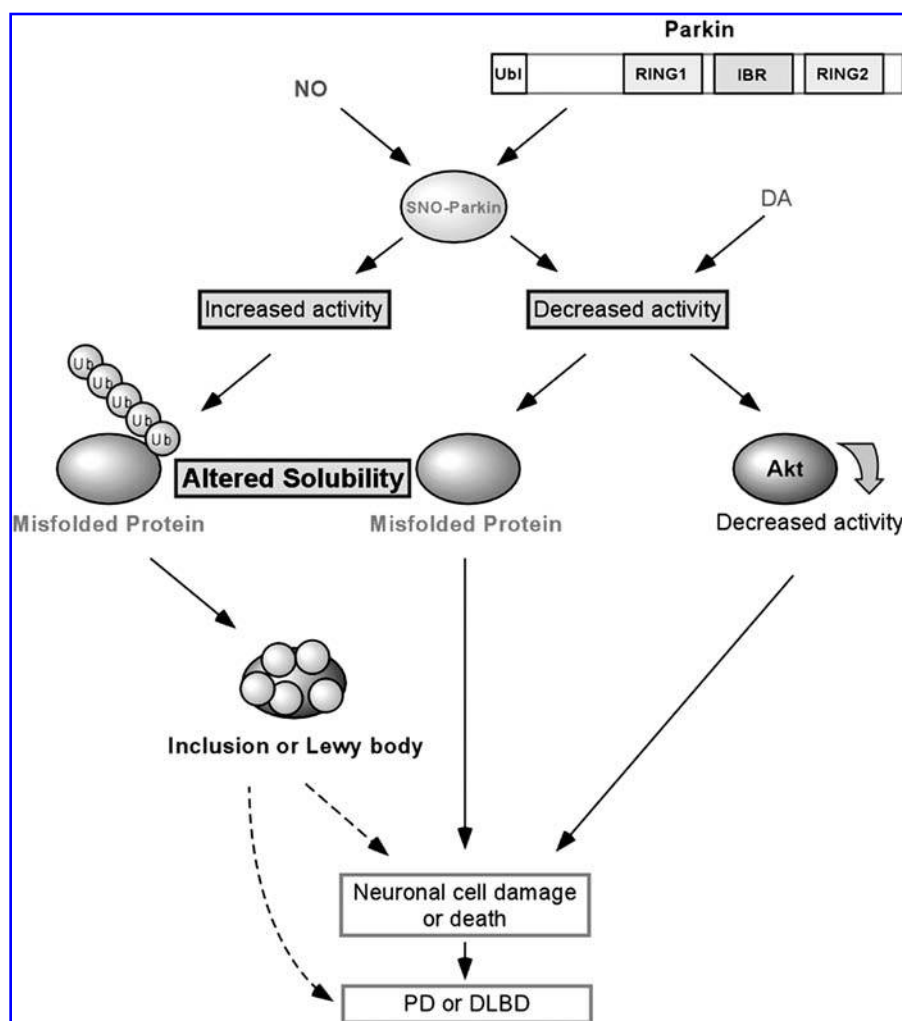 Parkin
Ubl
RING1
IBR
RING2
NO
SNO-Parkin
DA
Increased activity
Decreased activity
Ub
Ub
Ub
Ub
Ub
Altered Solubility
Akt
Misfolded Protein
Misfolded Protein
Decreased activity
Inclusion or Lewy body
Neuronal cell damage
or death
PD or DLBD